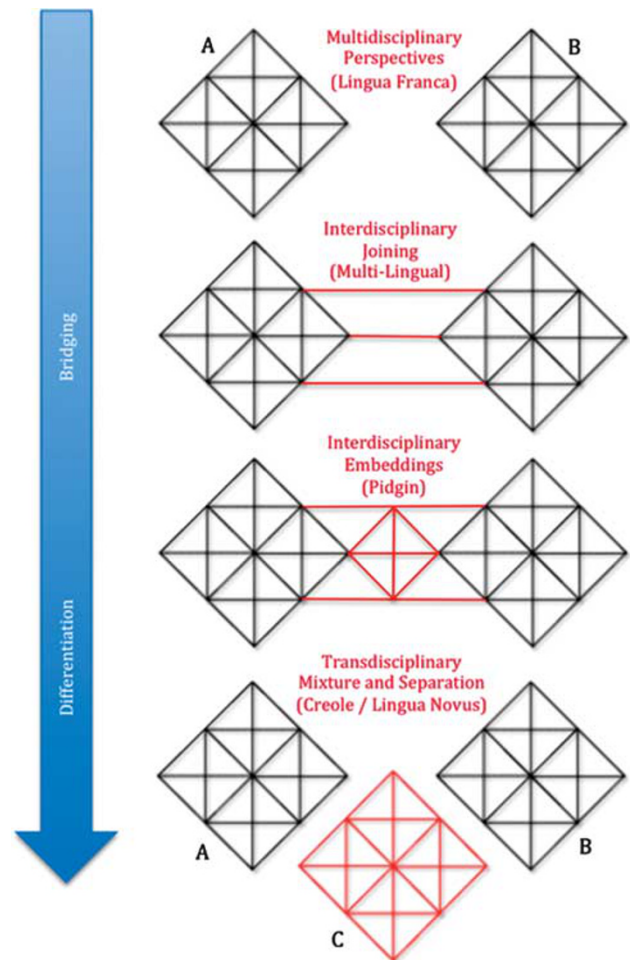 A
Multidisciplinary
Perspectives
(Lingua Franca)
B
Interdisciplinary
Joining
(Multi-Lingual)
Bridging
Interdisciplinary
Embeddings
(Pidgin)
Differentiation
Transdisciplinary
Mixture and Separation
(Creole / Lingua Novus)
A
B
C